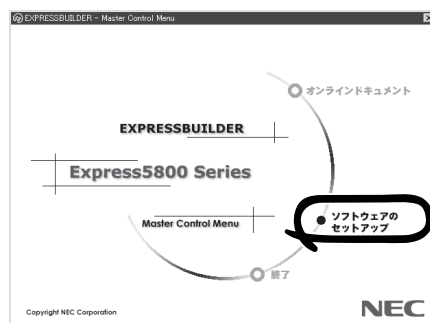 EXPRESSBUILDER - Master Control Menu
オンラインドキュメント
EXPRESSBUILDER
Express5800 Series
Master Control Menu
ソフトウェアの
セットアップ
終了
Copyright NEC Corporation
NEC